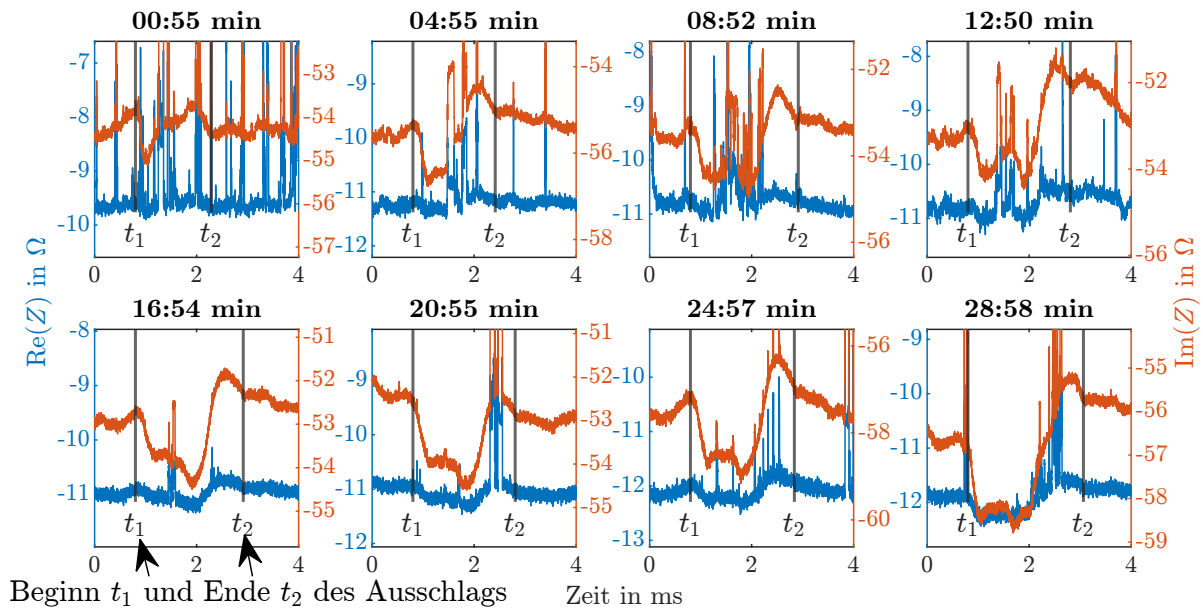 00:55 min 04:55 min 08:52 min 12:50 min
-7 -8 -9 -10 -53 -54 -55 -56 -57 t₁ t₂ 0 2 4
-9 -10 -11 -12 -54 -56 -58 t₁ t₂ 0 2 4
-8 -9 -10 -11 -52 -54 -56 t₁ t₂ 0 2 4
-8 -9 -10 -11 -52 -54 -56 t₁ t₂ 0 2 4
Re(Z) in Ω
Im(Z) in Ω
16:54 min 20:55 min 24:57 min 28:58 min
-8 -9 -10 -11 -51 -52 -53 -54 -55 t₁ t₂ 0 2 4
-9 -10 -11 -12 -51 -52 -53 -54 -55 t₁ t₂ 0 2 4
-10 -11 -12 -13 -56 -58 -60 t₁ t₂ 0 2 4
-9 -10 -11 -12 -55 -56 -57 -58 -59 t₁ t₂ 0 2 4
Beginn t₁ und Ende t₂ des Ausschlags
Zeit in ms